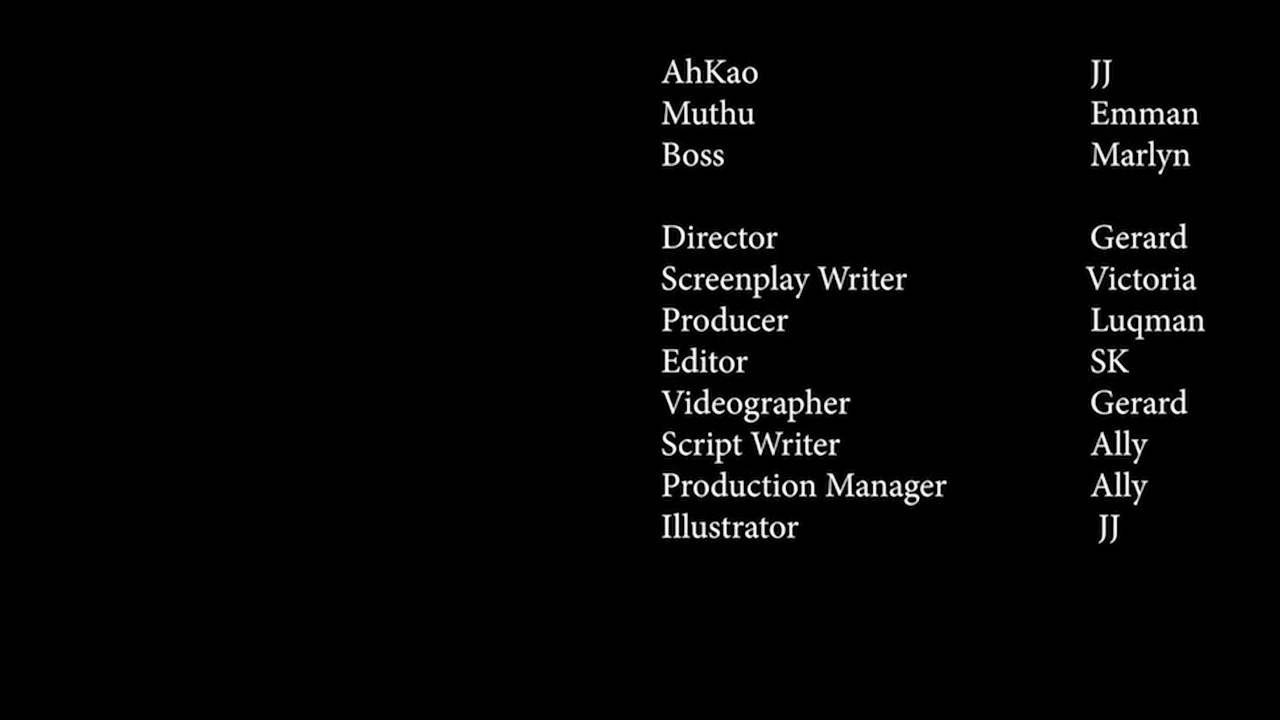 AhKao JJ
Muthu Emman
Boss Marlyn
Director Gerard
Screenplay Writer Victoria
Producer Luqman
Editor SK
Videographer Gerard
Script Writer Ally
Production Manager Ally
Illustrator JJ